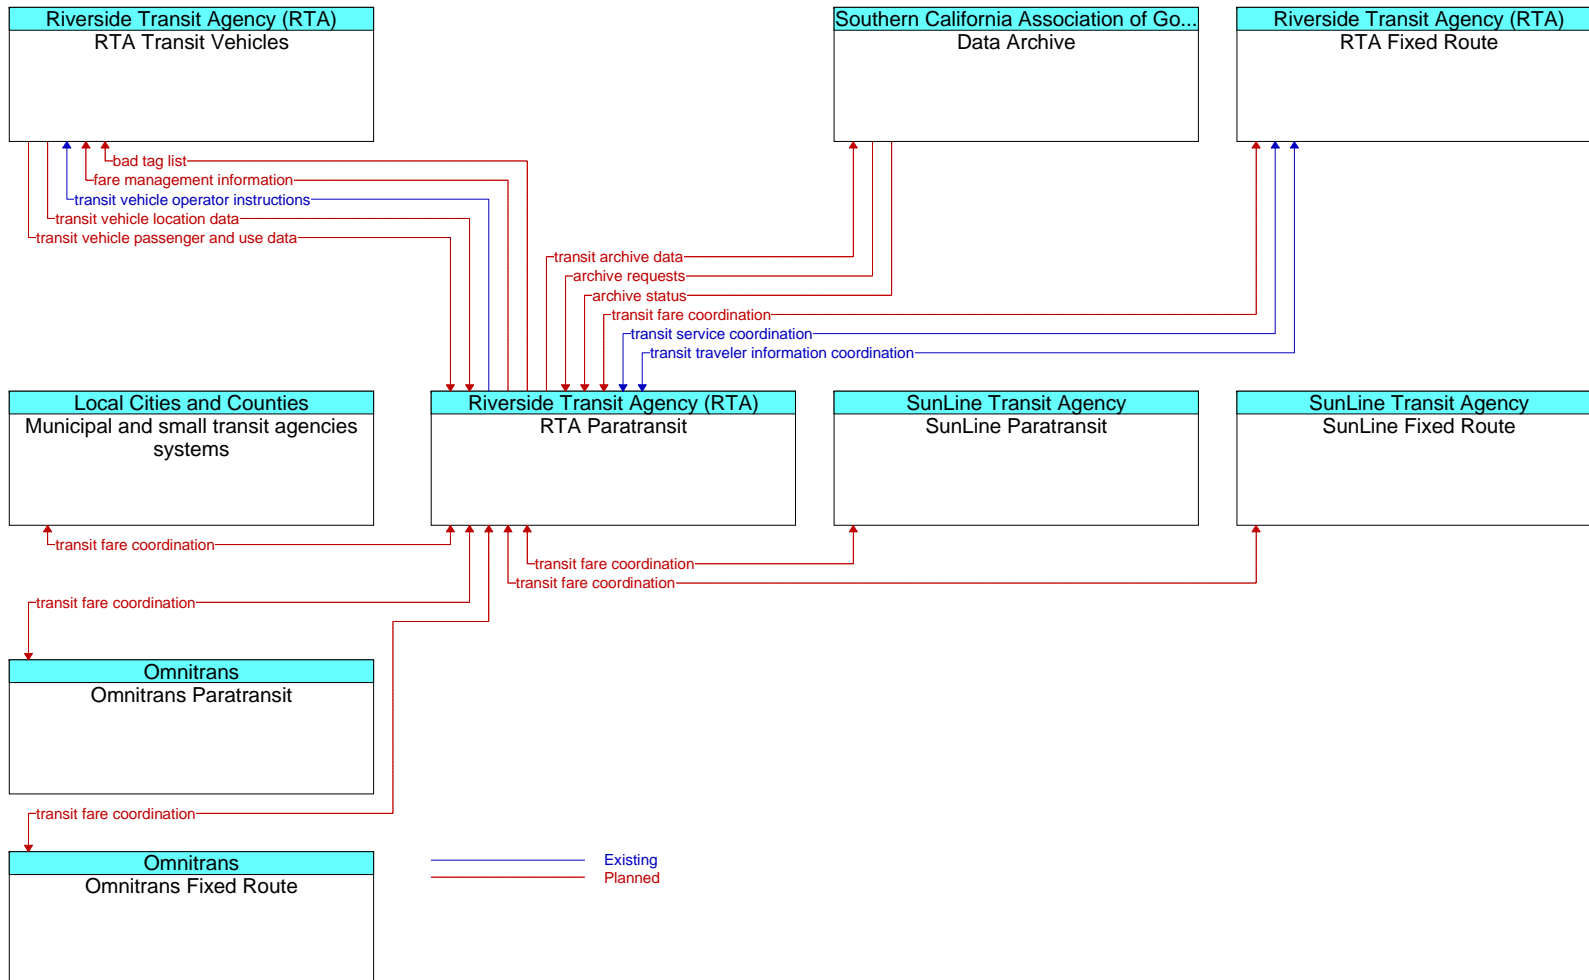 Riverside Transit Agency (RTA)
RTA Transit Vehicles
Southern California Association of Go...
Data Archive
Riverside Transit Agency (RTA)
RTA Fixed Route
bad tag list
fare management information
transit vehicle operator instructions
transit vehicle location data
transit vehicle passenger and use data
transit archive data
archive requests
archive status
transit fare coordination
transit service coordination
transit traveler information coordination
Local Cities and Counties
Municipal and small transit agencies
systems
Riverside Transit Agency (RTA)
RTA Paratransit
SunLine Transit Agency
SunLine Paratransit
SunLine Transit Agency
SunLine Fixed Route
transit fare coordination
transit fare coordination
transit fare coordination
transit fare coordination
Omnitrans
Omnitrans Paratransit
transit fare coordination
Omnitrans
Omnitrans Fixed Route
Existing
Planned